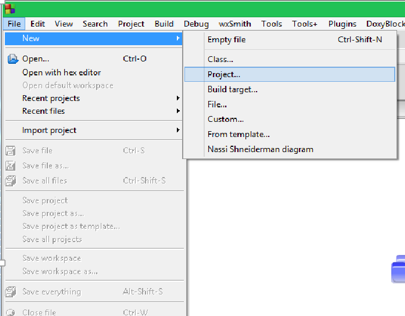 File Edit View Search Project Build Debug wxSmith Tools Tools+ Plugins DoxyBlock
New
Empty file Ctrl-Shift-N
Open... Ctrl-O
Class...
Open with hex editor
Project...
Open default workspace
Build target...
Recent projects
File...
Recent files
Custom...
Import project
From template...
Nassi Shneiderman diagram
Save file Ctrl-S
Save file as...
Save all files Ctrl-Shift-S
Save project
Save project as...
Save project as template...
Save all projects
Save workspace
Save workspace as...
Save everything Alt-Shift-S
Close file Ctrl-W